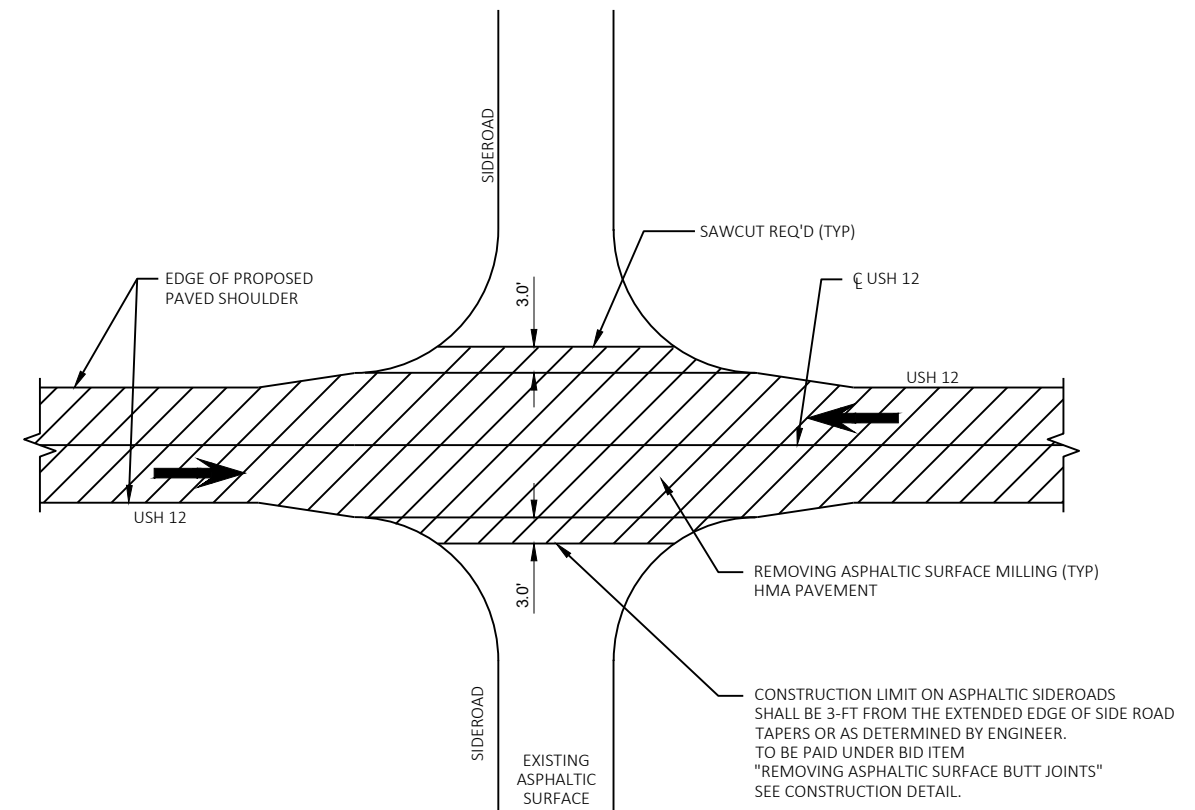 SIDEROAD
SAWCUT REQ'D (TYP)
EDGE OF PROPOSED
PAVED SHOULDER
3.0'
℄ USH 12
USH 12
USH 12
3.0'
REMOVING ASPHALTIC SURFACE MILLING (TYP)
HMA PAVEMENT
SIDEROAD
CONSTRUCTION LIMIT ON ASPHALTIC SIDEROADS
SHALL BE 3-FT FROM THE EXTENDED EDGE OF SIDE ROAD
TAPERS OR AS DETERMINED BY ENGINEER.
TO BE PAID UNDER BID ITEM
"REMOVING ASPHALTIC SURFACE BUTT JOINTS"
SEE CONSTRUCTION DETAIL.
EXISTING
ASPHALTIC
SURFACE